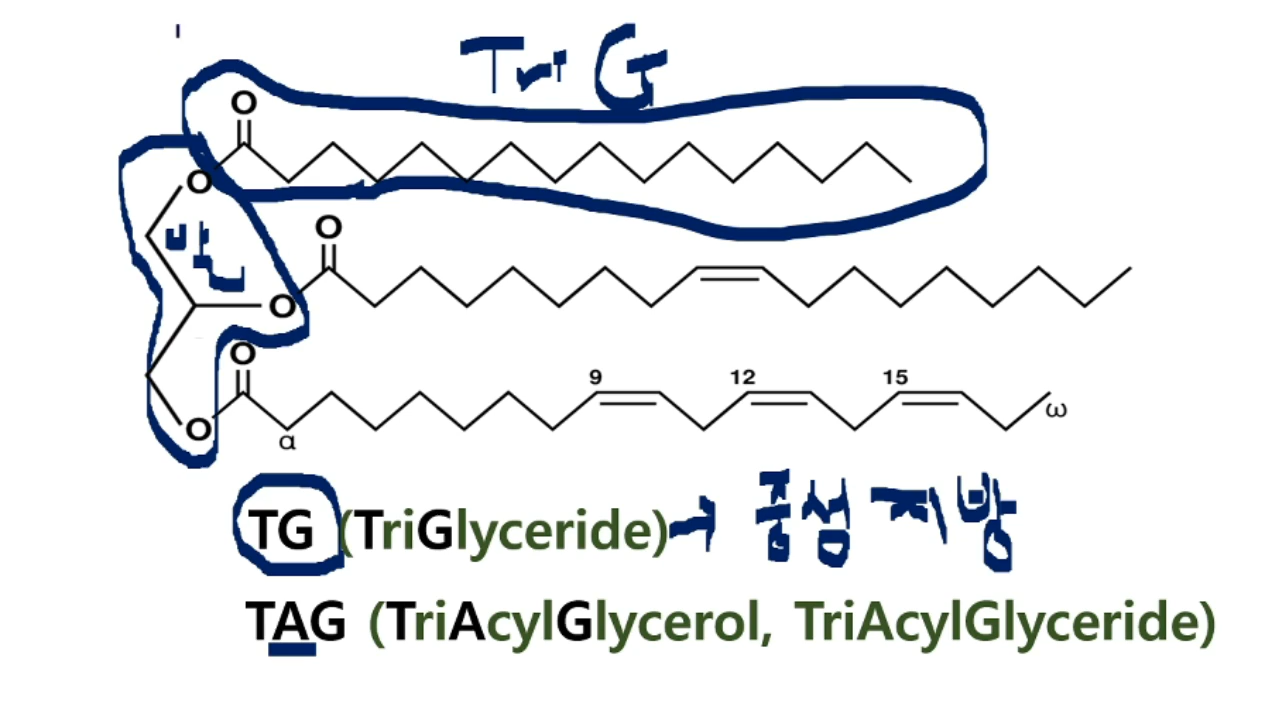 Tri G
O
O
O
O
O
9 12 15
O
α
ω
TG (TriGlyceride) → 중성 지방
TAG (TriAcylGlycerol, TriAcylGlyceride)